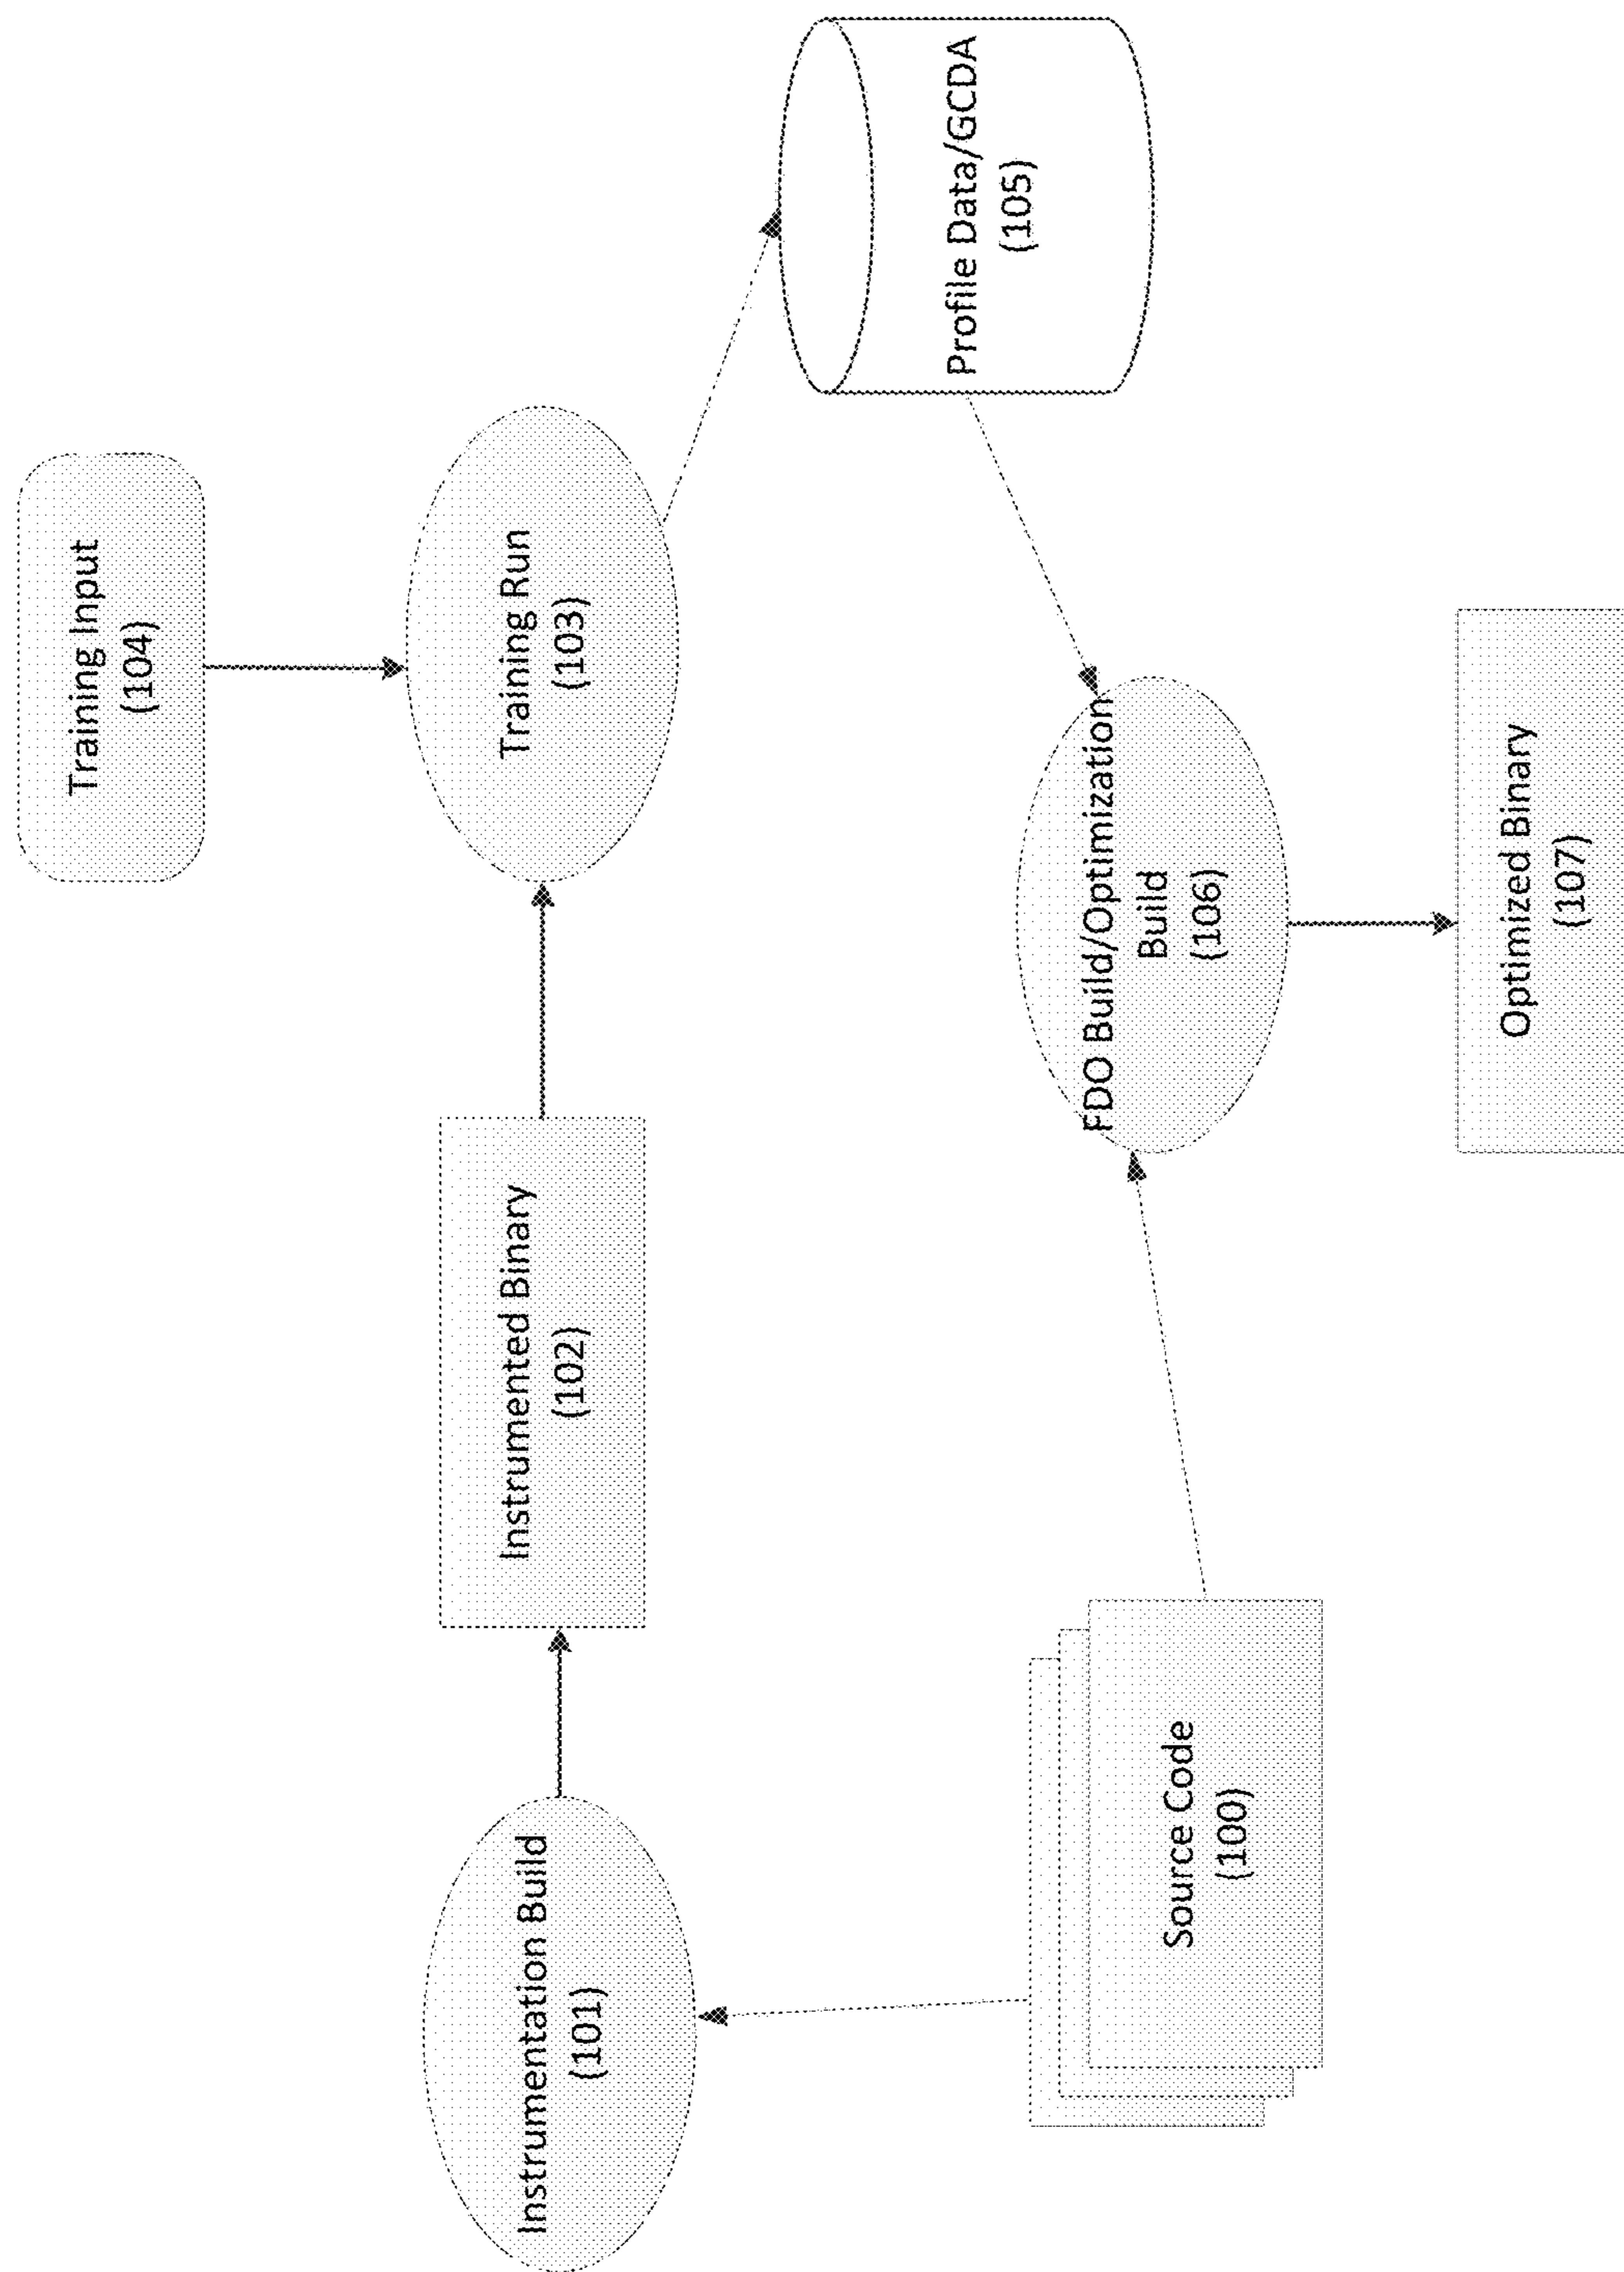 Training Input
(104)
Instrumentation Build
(101)
Instrumented Binary
(102)
Training Run
(103)
Profile Data/GCDA
(105)
Source Code
(100)
FDO Build/Optimization
Build
(106)
Optimized Binary
(107)